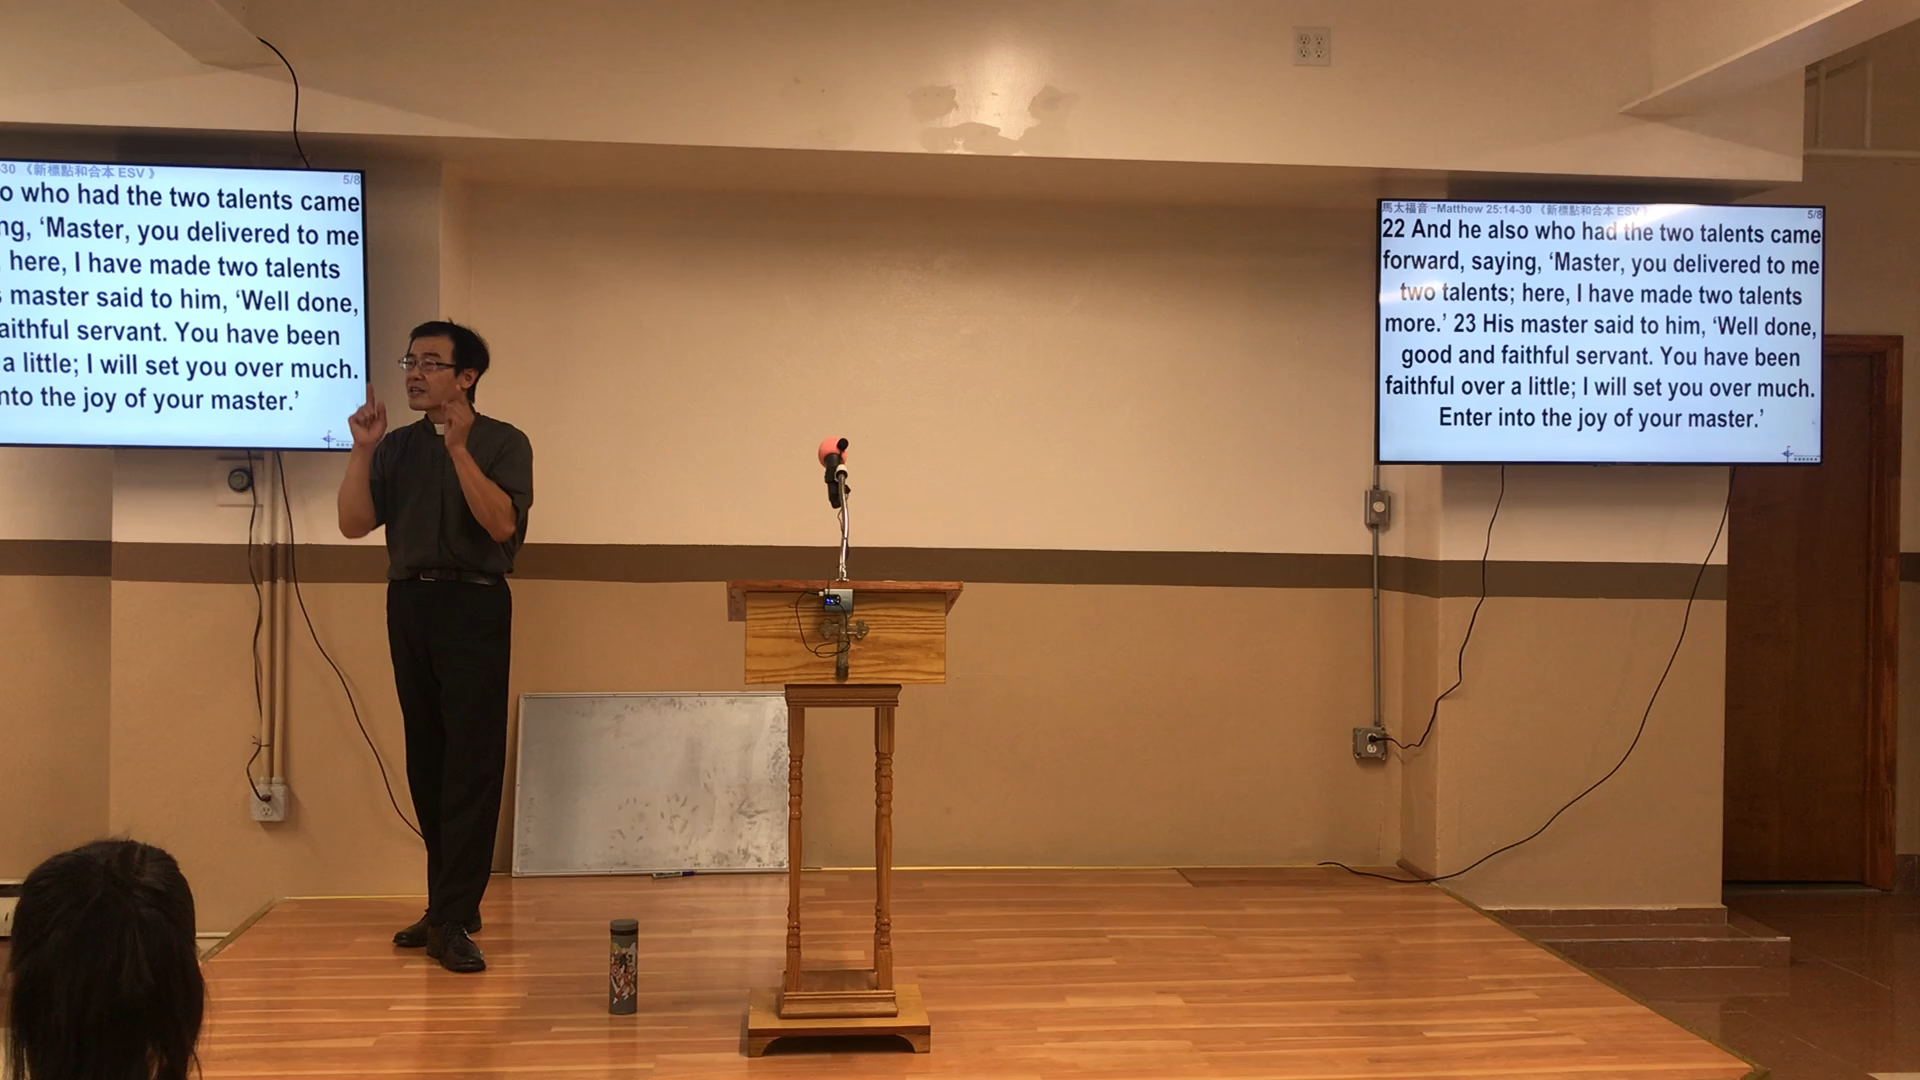 -30 《新標點和合本 ESV 》
5/8
o who had the two talents came
ng, ‘Master, you delivered to me
here, I have made two talents
s master said to him, ‘Well done,
aithful servant. You have been
a little; I will set you over much.
nto the joy of your master.’
馬太福音 –Matthew 25:14-30 《新標點和合本 ESV 》
5/8
22 And he also who had the two talents came
forward, saying, ‘Master, you delivered to me
two talents; here, I have made two talents
more.’ 23 His master said to him, ‘Well done,
good and faithful servant. You have been
faithful over a little; I will set you over much.
Enter into the joy of your master.’